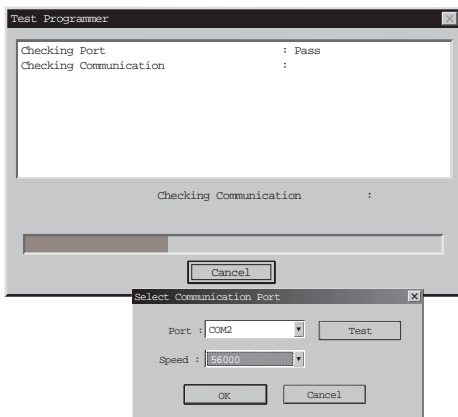 Test Programmer
Checking Port : Pass
Checking Communication :
Checking Communication :
Cancel
Select Communication Port
Port : COM2 Test
Speed : 56000
OK Cancel